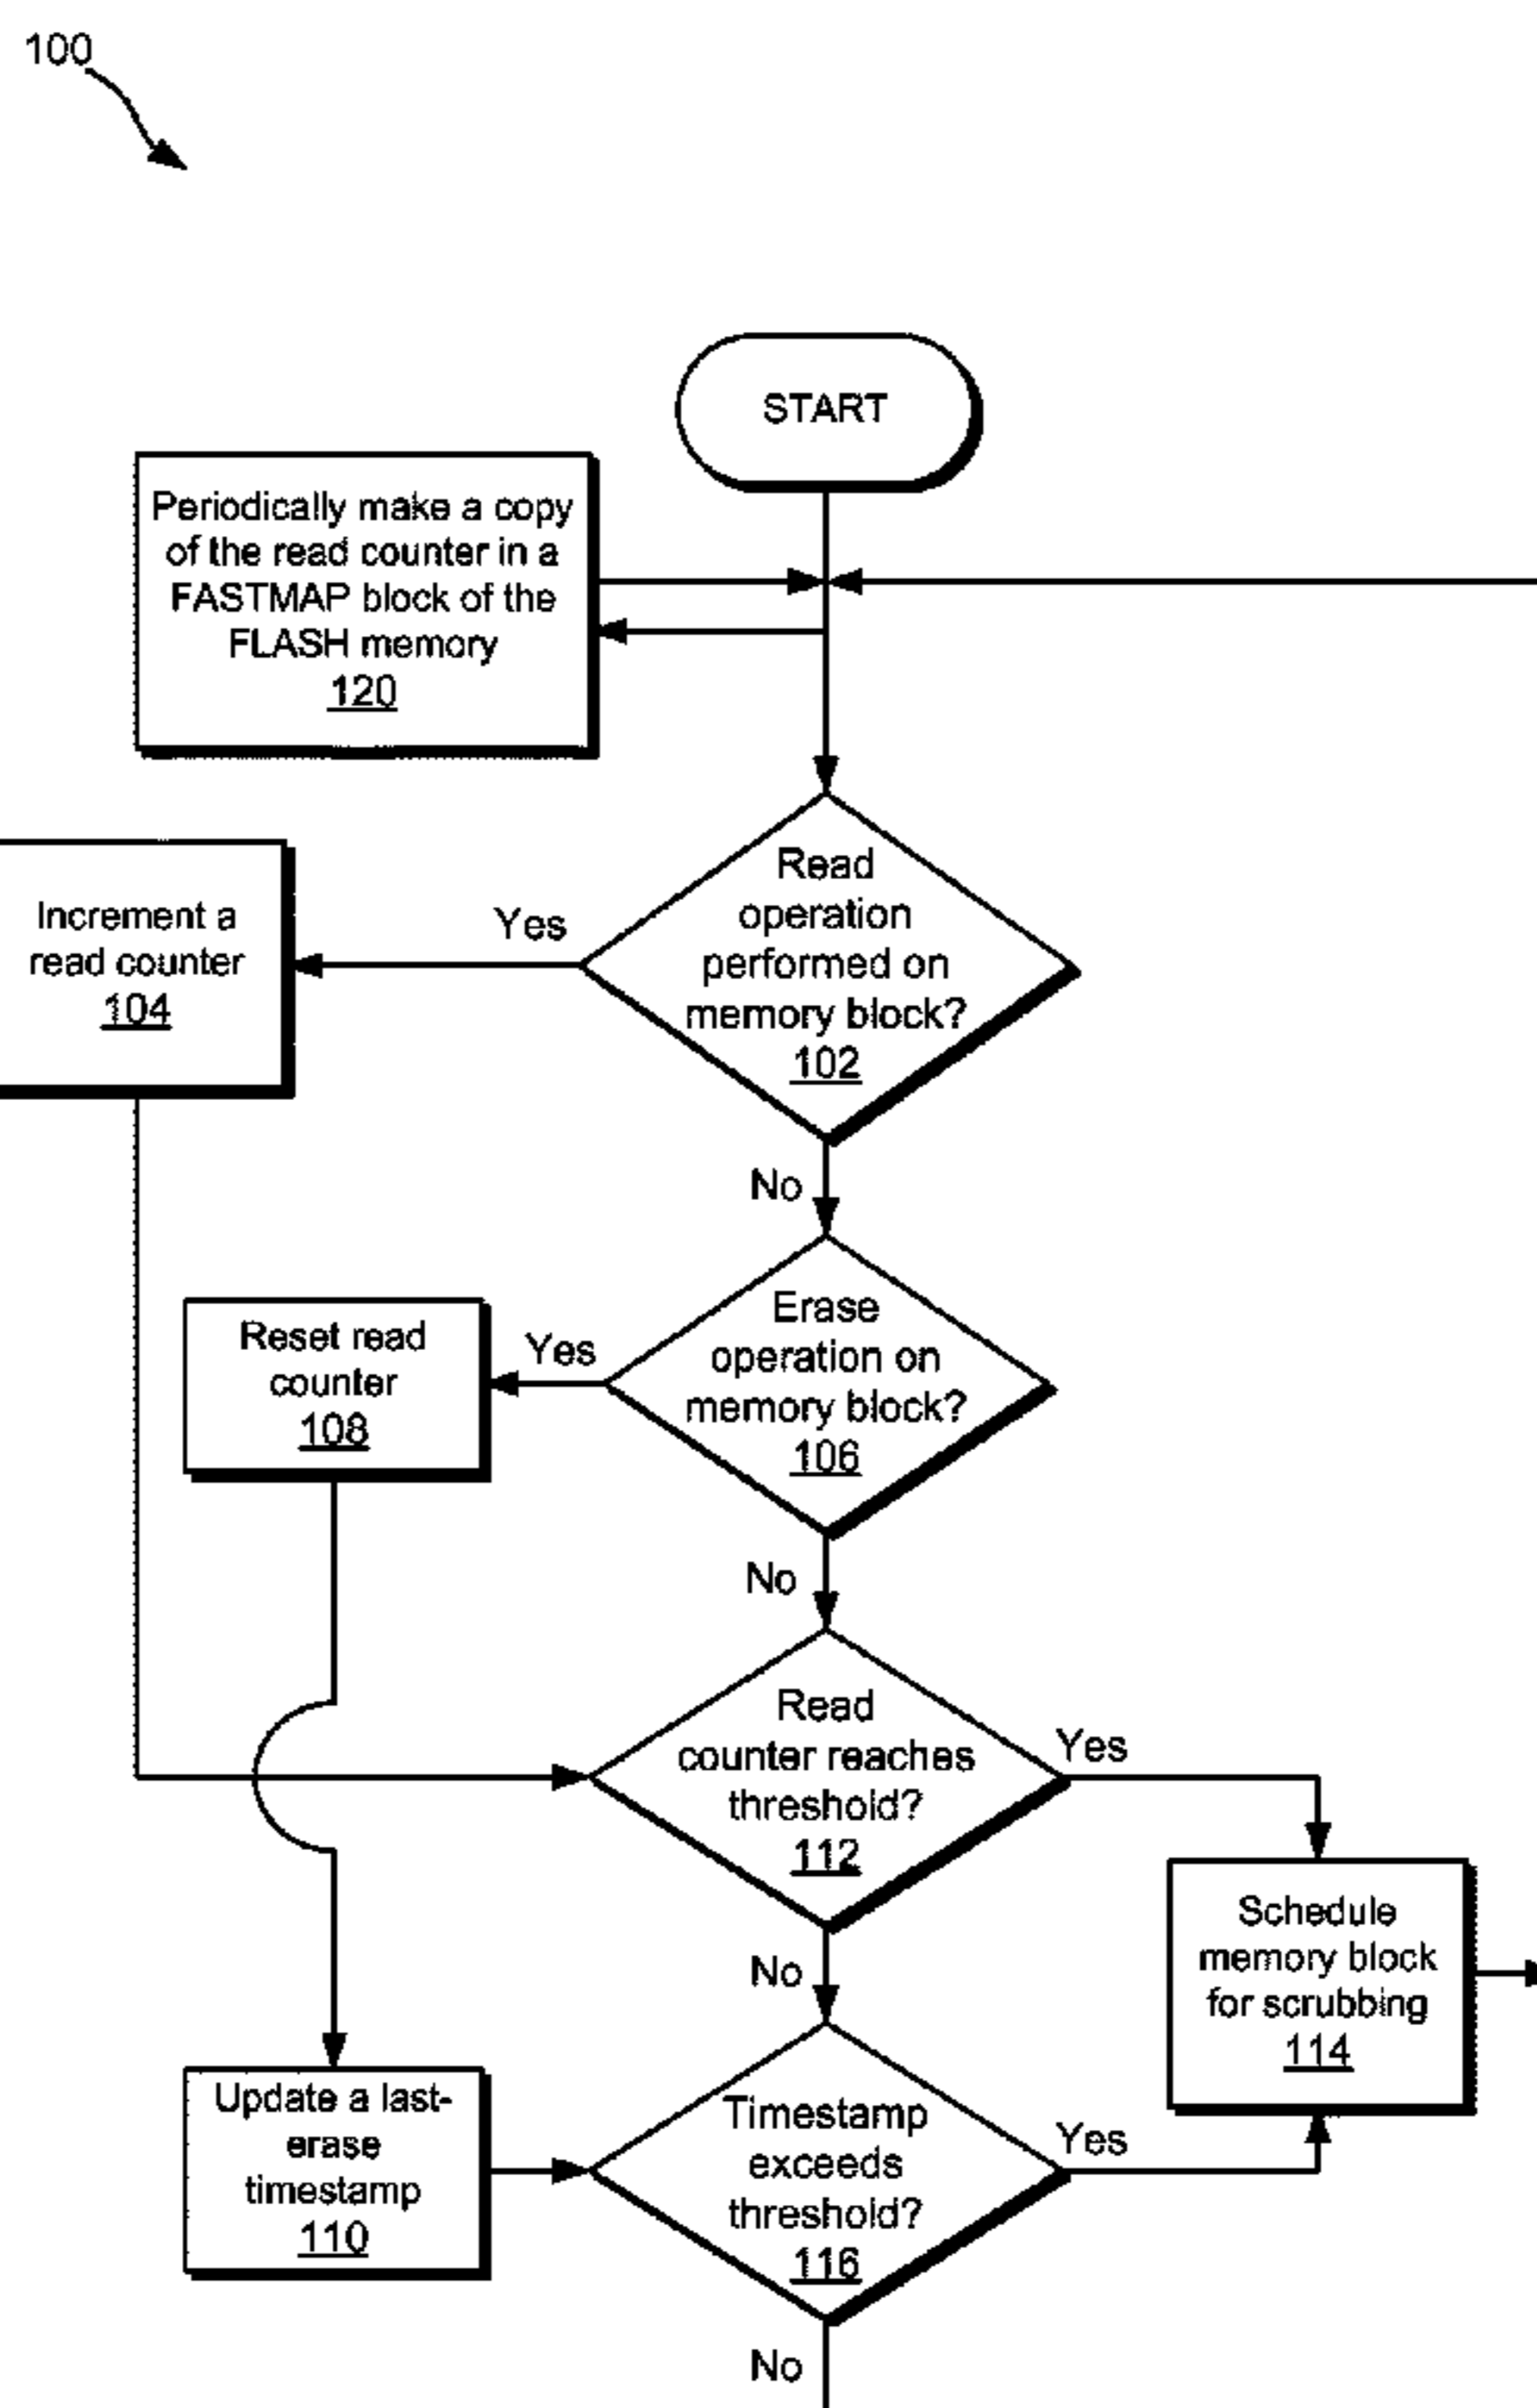 100
START
Periodically make a copy
of the read counter in a
FASTMAP block of the
FLASH memory
120
Read
operation
performed on
memory block?
102
Yes
Increment a
read counter
104
No
Erase
operation on
memory block?
106
Yes
Reset read
counter
108
No
Read
counter reaches
threshold?
112
Yes
Schedule
memory block
for scrubbing
114
No
Update a last-
erase
timestamp
110
Timestamp
exceeds
threshold?
116
Yes
No